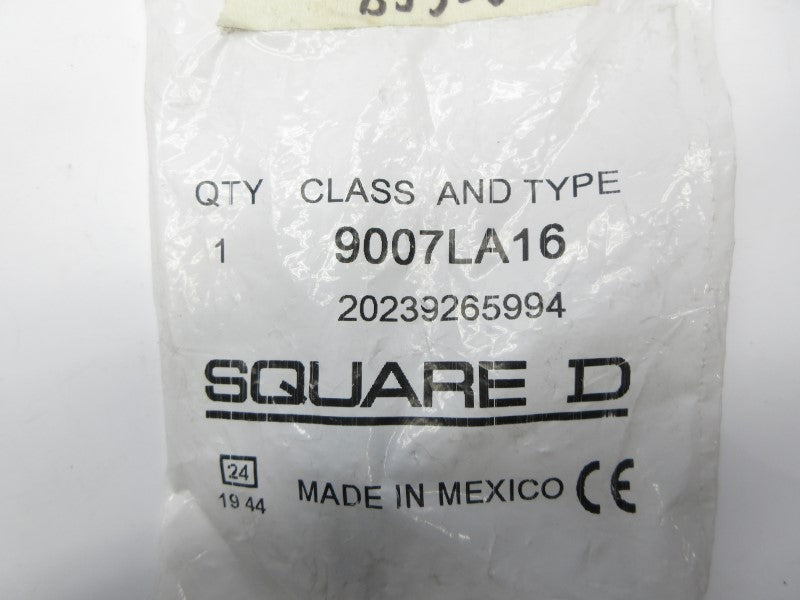 QTY CLASS AND TYPE
1 9007LA16
20239265994
SQUARE D
24
19 44 MADE IN MEXICO CE